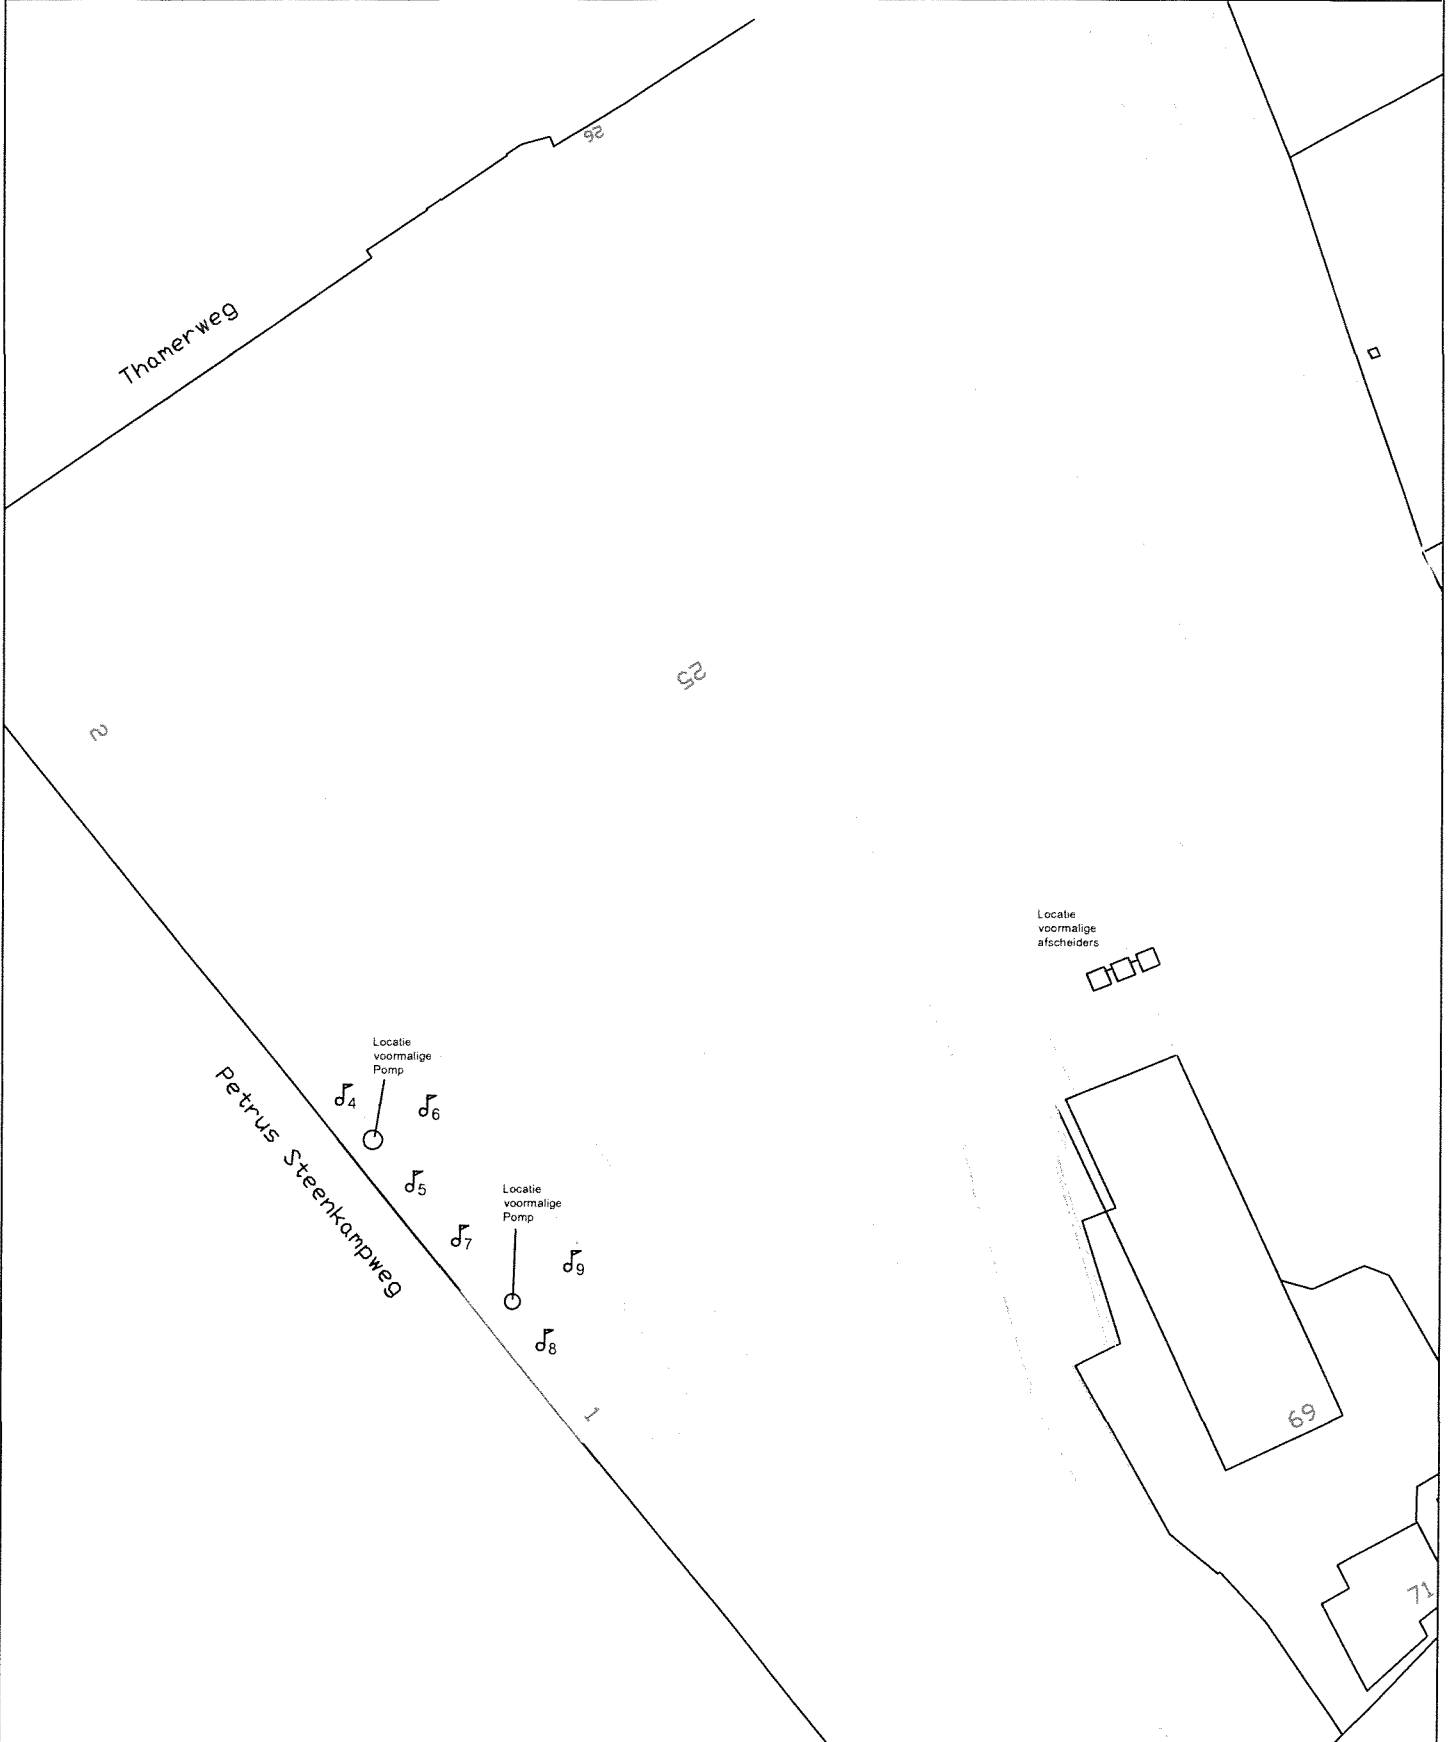 26
Thamerweg
25
2
Locatie
voormalige
afscheiders
Locatie
voormalige
Pomp
4
6
Petrus Steenkampweg
5
Locatie
voormalige
Pomp
7
9
8
1
69
71